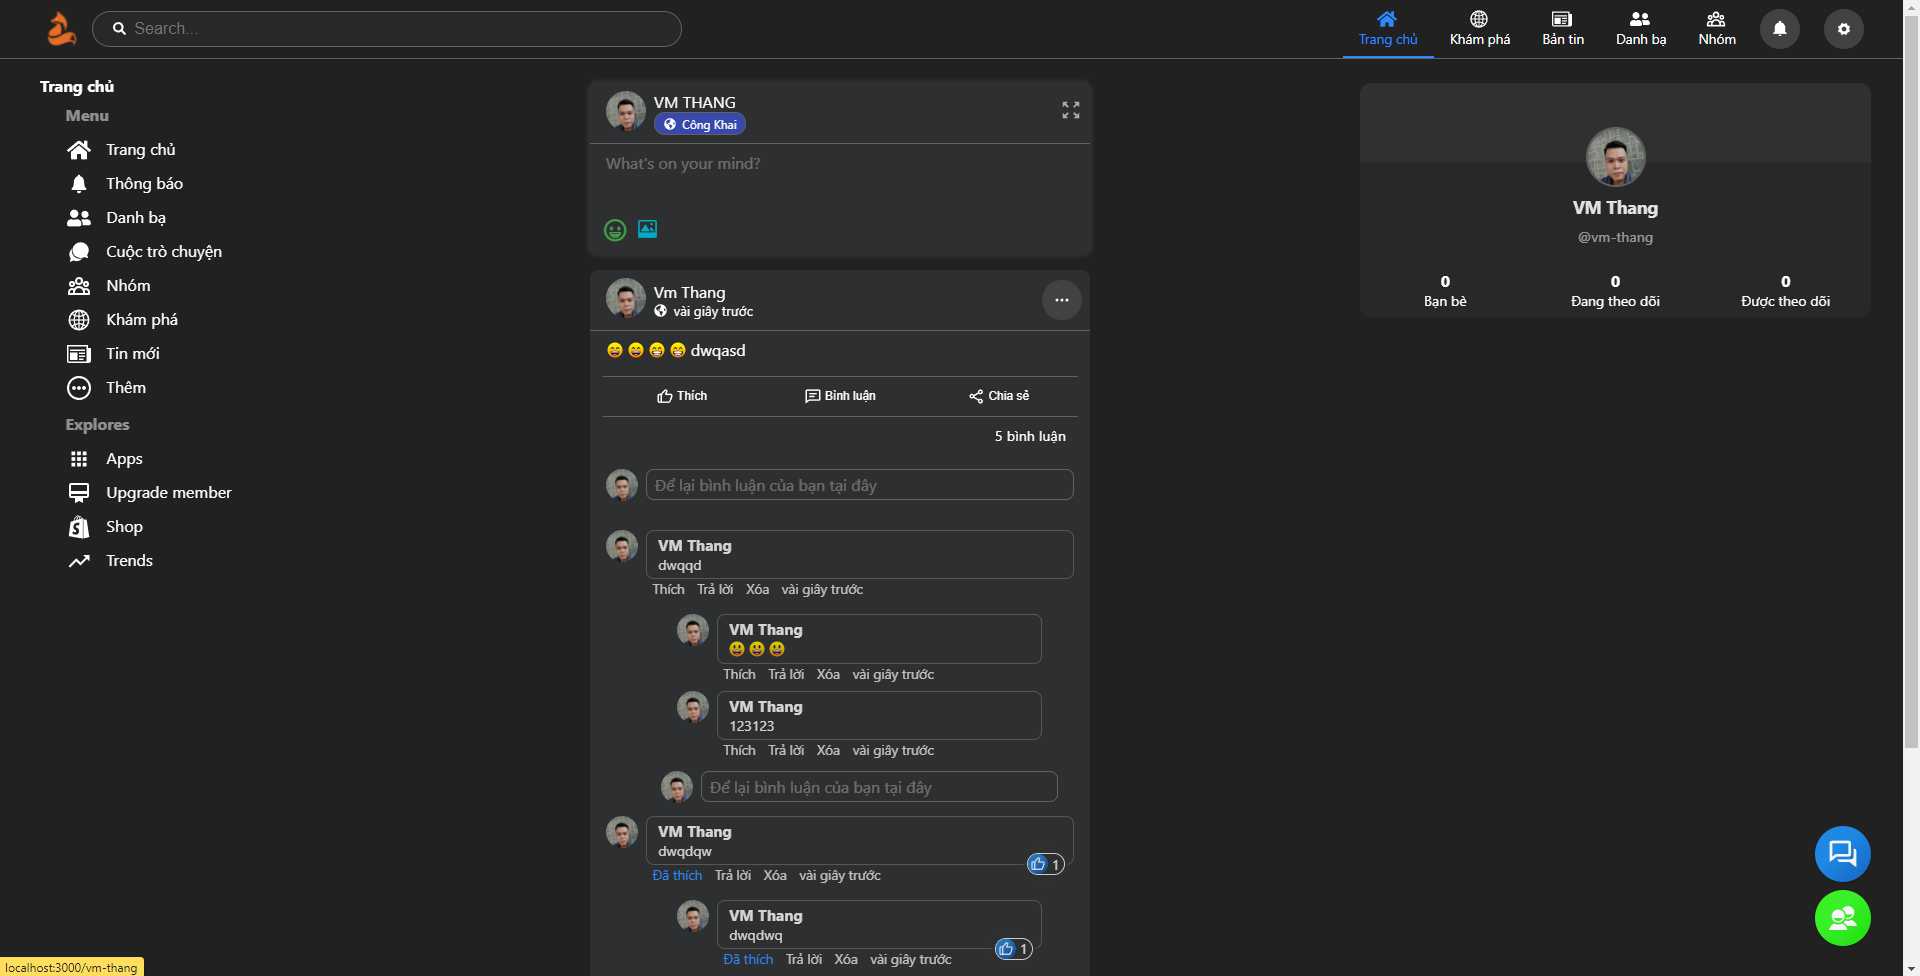 Search...
Trang chủ
Khám phá
Bản tin
Danh bạ
Nhóm
Trang chủ
Menu
Trang chủ
Thông báo
Danh bạ
Cuộc trò chuyện
Nhóm
Khám phá
Tin mới
Thêm
Explores
Apps
Upgrade member
Shop
Trends
VM THANG
Công Khai
What's on your mind?
Vm Thang
vài giây trước
😄 😄 😁 😁 dwqasd
Thích Bình luận Chia sẻ
5 bình luận
Để lại bình luận của bạn tại đây
VM Thang
dwqqd
Thích Trả lời Xóa vài giây trước
VM Thang
😀 😀 😀
Thích Trả lời Xóa vài giây trước
VM Thang
123123
Thích Trả lời Xóa vài giây trước
Để lại bình luận của bạn tại đây
VM Thang
dwqdqw
1
Đã thích Trả lời Xóa vài giây trước
VM Thang
dwqdwq
1
Đã thích Trả lời Xóa vài giây trước
VM Thang
@vm-thang
0 0 0
Bạn bè Đang theo dõi Được theo dõi
localhost:3000/vm-thang